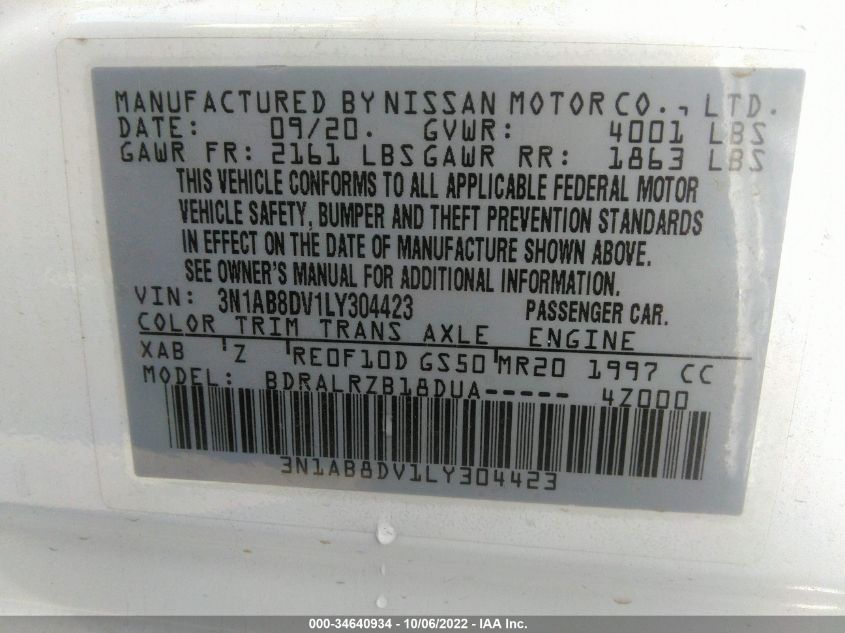 MANUFACTURED BY NISSAN MOTOR CO., LTD.
DATE: 09/20. GVWR: 4001 LBS
GAWR FR: 2161 LBS GAWR RR: 1863 LBS
THIS VEHICLE CONFORMS TO ALL APPLICABLE FEDERAL MOTOR
VEHICLE SAFETY, BUMPER AND THEFT PREVENTION STANDARDS
IN EFFECT ON THE DATE OF MANUFACTURE SHOWN ABOVE.
SEE OWNER'S MANUAL FOR ADDITIONAL INFORMATION.
VIN: 3N1AB8DV1LY304423 PASSENGER CAR.
COLOR TRIM TRANS AXLE ENGINE
XAB Z RE0F10D GS50 MR20 1997 CC
MODEL: BDRALRZB18DUA----- 4Z000
3N1AB8DV1LY304423
000-34640934 - 10/06/2022 - IAA Inc.